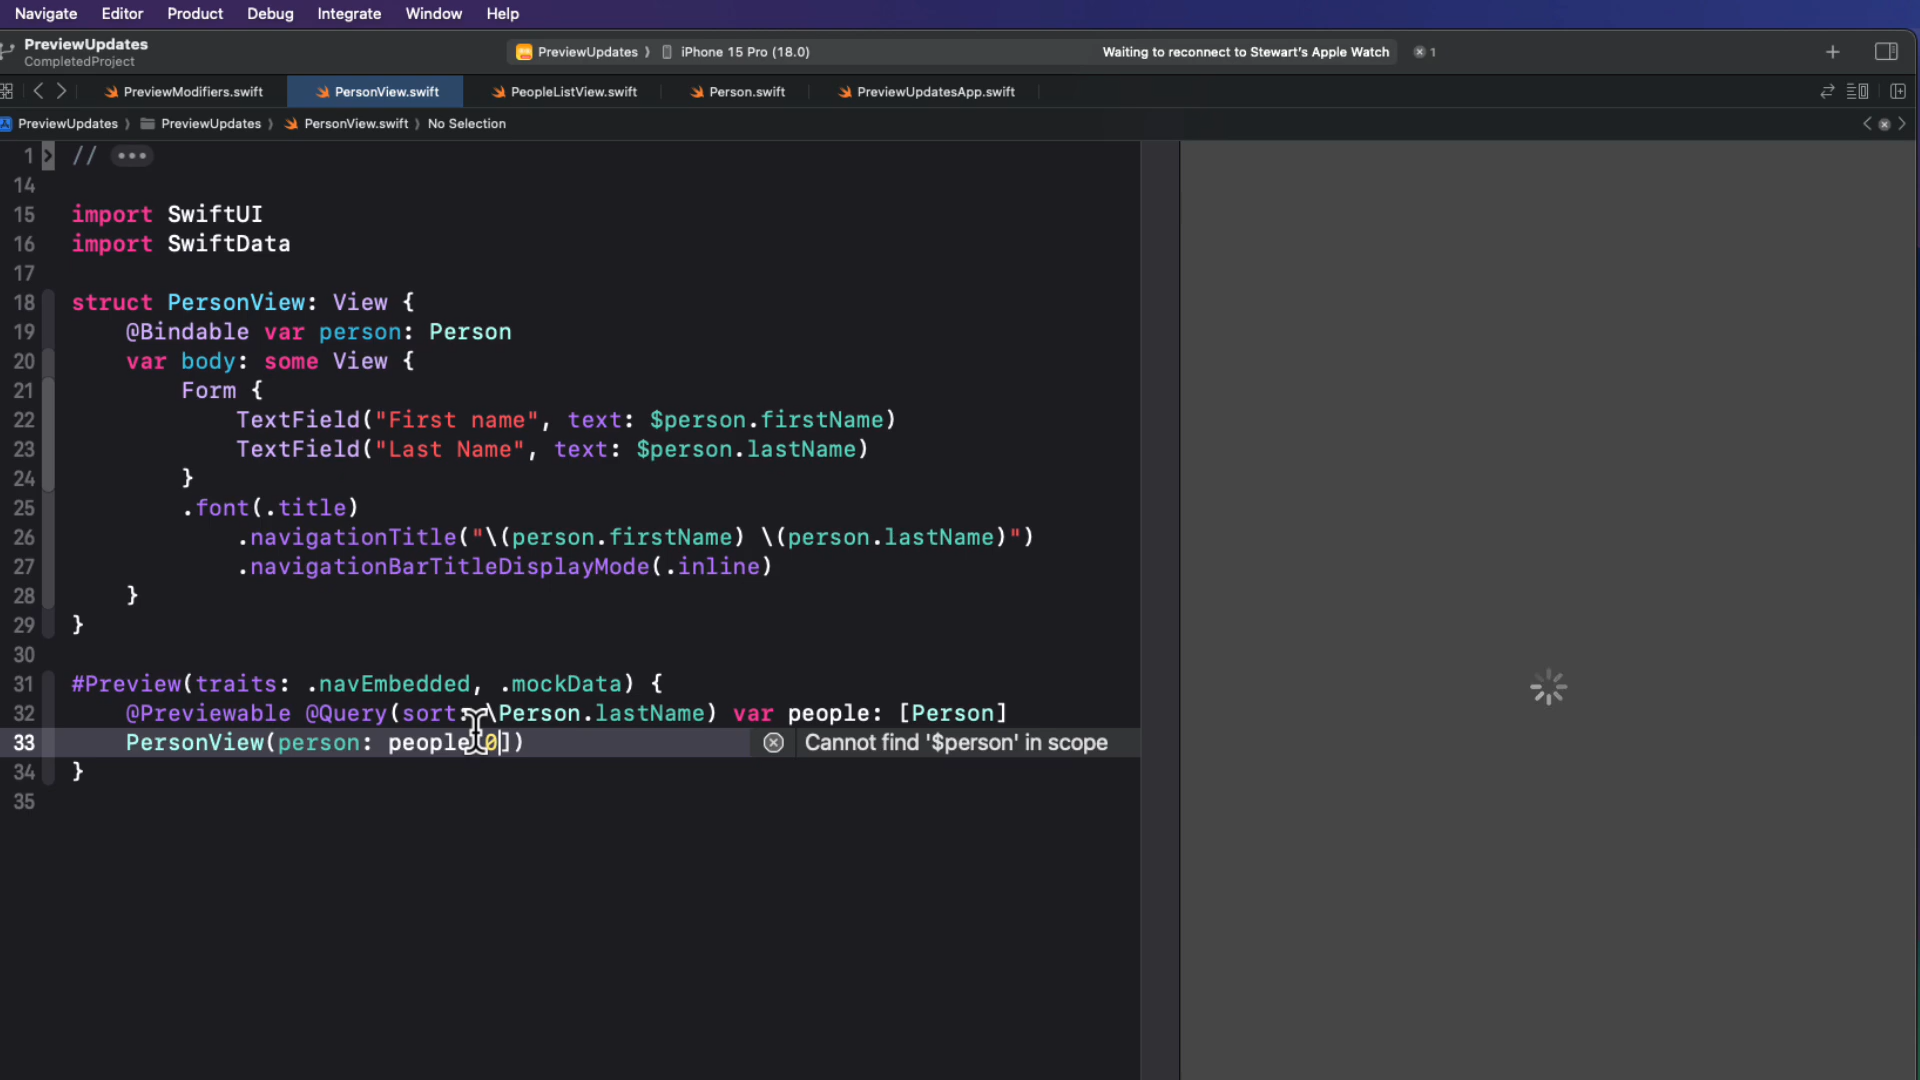 Navigate Editor Product Debug Integrate Window Help
PreviewUpdates
CompletedProject
PreviewUpdates 〉 iPhone 15 Pro (18.0)
Waiting to reconnect to Stewart's Apple Watch
1
PreviewModifiers.swift PersonView.swift PeopleListView.swift Person.swift PreviewUpdatesApp.swift
PreviewUpdates 〉 PreviewUpdates 〉 PersonView.swift 〉 No Selection
1 // •••
14
15 import SwiftUI
16 import SwiftData
17
18 struct PersonView: View {
19 @Bindable var person: Person
20 var body: some View {
21 Form {
22 TextField("First name", text: $person.firstName)
23 TextField("Last Name", text: $person.lastName)
24 }
25 .font(.title)
26 .navigationTitle("\(person.firstName) \(person.lastName)")
27 .navigationBarTitleDisplayMode(.inline)
28 }
29 }
30
31 #Preview(traits: .navEmbedded, .mockData) {
32 @Previewable @Query(sort: \Person.lastName) var people: [Person]
33 PersonView(person: people[0]) Cannot find '$person' in scope
34 }
35